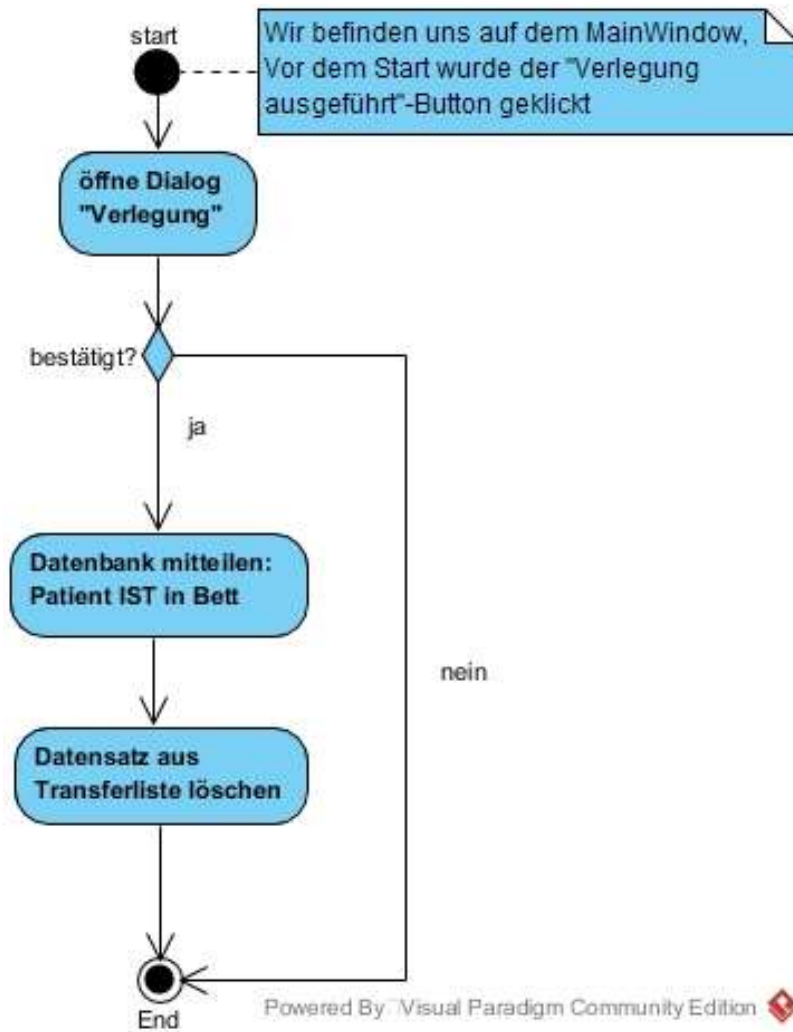 start
Wir befinden uns auf dem MainWindow,
Vor dem Start wurde der "Verlegung
ausgeführt"-Button geklickt
öffne Dialog
"Verlegung"
bestätigt?
ja
Datenbank mitteilen:
Patient IST in Bett
nein
Datensatz aus
Transferliste löschen
End
Powered By Visual Paradigm Community Edition